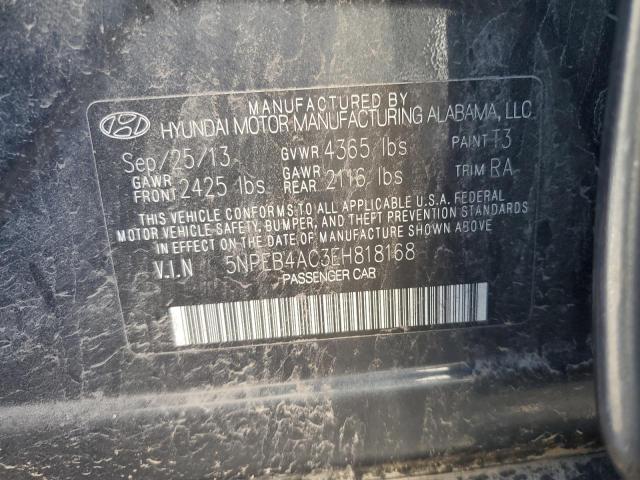 MANUFACTURED BY
HYUNDAI MOTOR MANUFACTURING ALABAMA, LLC
Sep/25/13 GVWR 4365 lbs PAINT T3
GAWR FRONT 2425 lbs GAWR REAR 2116 lbs TRIM RA
THIS VEHICLE CONFORMS TO ALL APPLICABLE U.S.A. FEDERAL
MOTOR VEHICLE SAFETY, BUMPER, AND THEFT PREVENTION
STANDARDS IN EFFECT ON THE DATE OF MANUFACTURE SHOWN ABOVE.
V.I.N 5NPEB4AC3EH818168
PASSENGER CAR